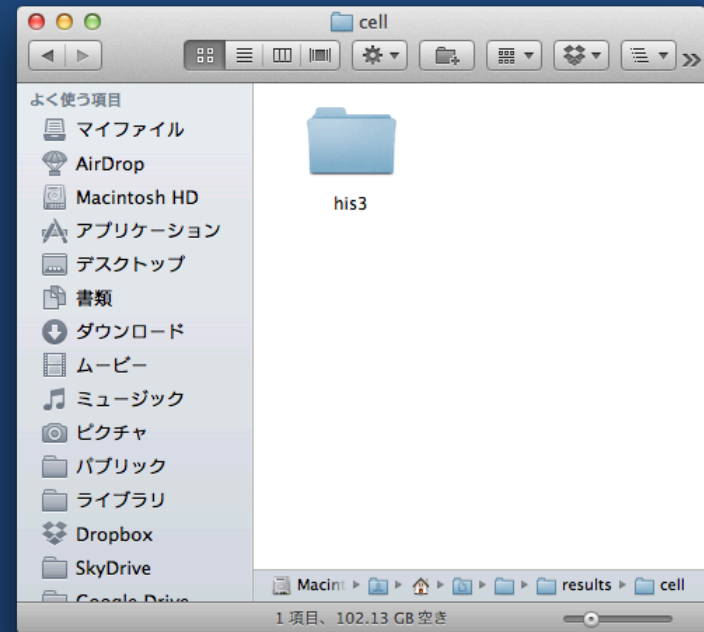 cell
よく使う項目
マイファイル
AirDrop
Macintosh HD
アプリケーション
デスクトップ
書類
ダウンロード
ムービー
ミュージック
ピクチャ
パブリック
ライブラリ
Dropbox
SkyDrive
Google Drive
his3
Macint results cell
1 項目、102.13 GB 空き